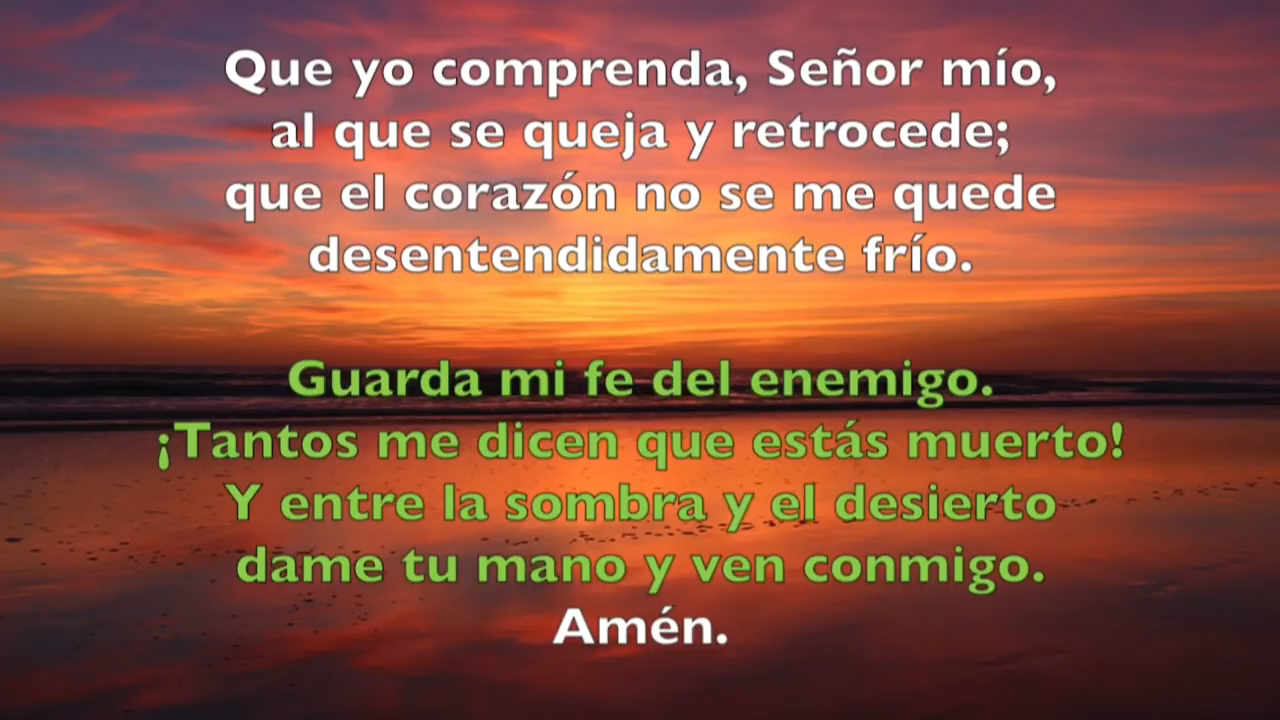 Que yo comprenda, Señor mío,
al que se queja y retrocede;
que el corazón no se me quede
desentendidamente frío.
Guarda mi fe del enemigo.
¡Tantos me dicen que estás muerto!
Y entre la sombra y el desierto
dame tu mano y ven conmigo.
Amén.